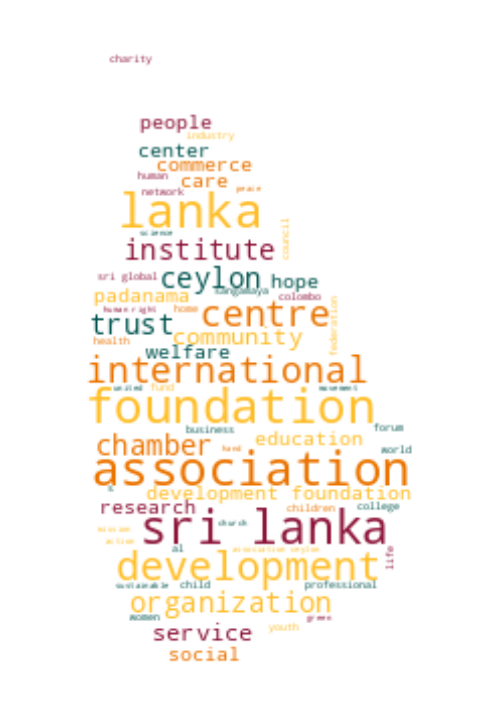 charity
people
industry
center
commerce
human
care
network
peace
lanka
science
council
institute
sri global
ceylon
hope
sangamaya
padanama
colombo
human right
home
centre
trust
federation
community
health
welfare
international
united
fund
movement
foundation
business
forum
chamber
hand
education
world
association
development foundation
research
children
college
sri lanka
church
mission
action
al
association ceylon
life
development
sustainable
child
professional
organization
women
green
service
youth
social